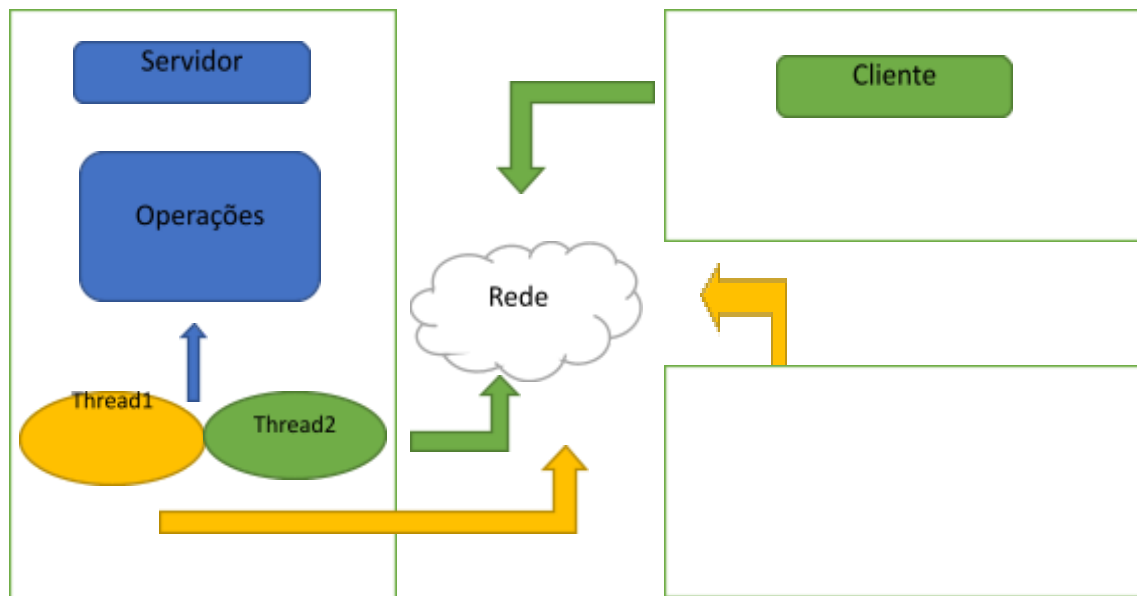 Servidor
Cliente
Operações
Rede
Thread1
Thread2